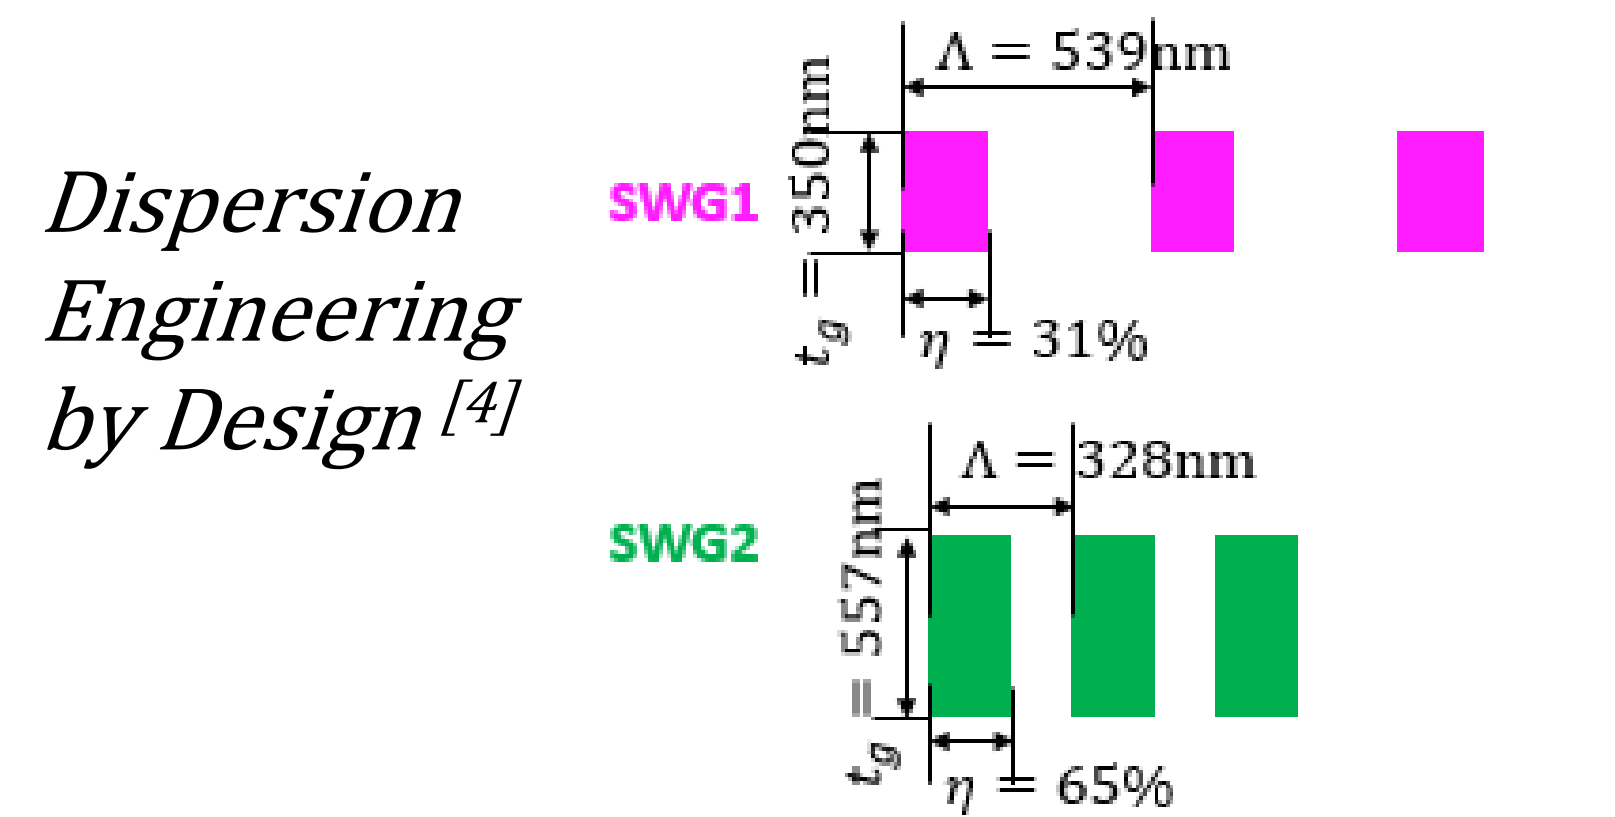 Dispersion
Engineering
by Design [4]
SWG1
Λ = 539nm
t_g = 350nm
η = 31%
SWG2
Λ = 328nm
t_g = 557nm
η = 65%